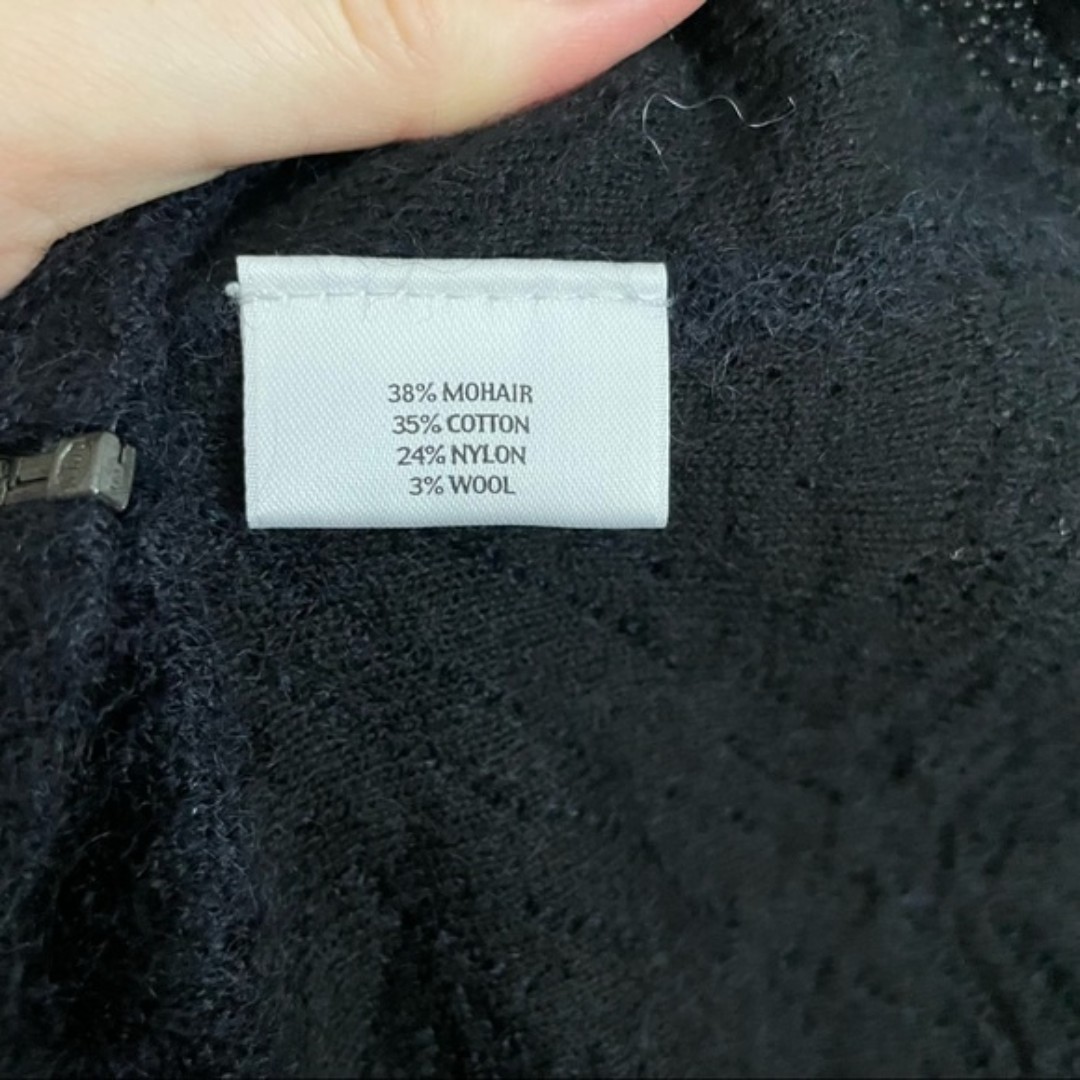 38% MOHAIR
35% COTTON
24% NYLON
3% WOOL